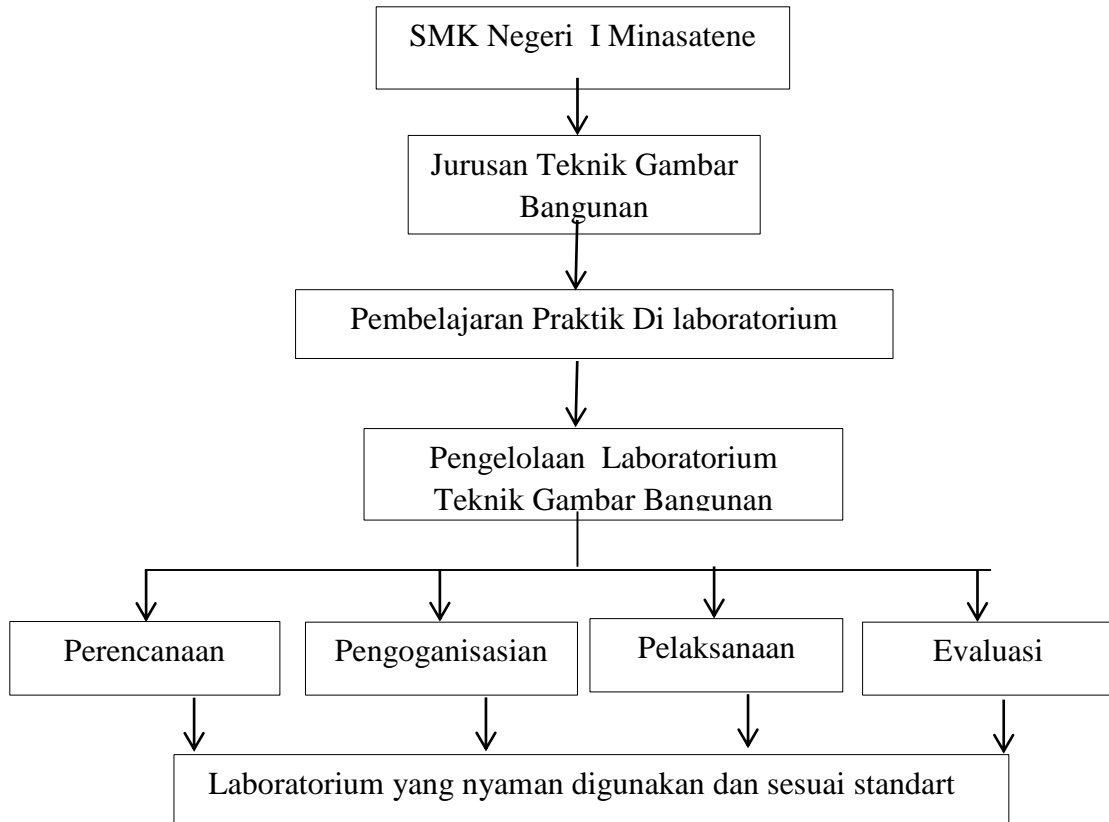 SMK Negeri I Minasatene
Jurusan Teknik Gambar
Bangunan
Pembelajaran Praktik Di laboratorium
Pengelolaan Laboratorium
Teknik Gambar Bangunan
Perencanaan
Pengoganisasian
Pelaksanaan
Evaluasi
Laboratorium yang nyaman digunakan dan sesuai standart